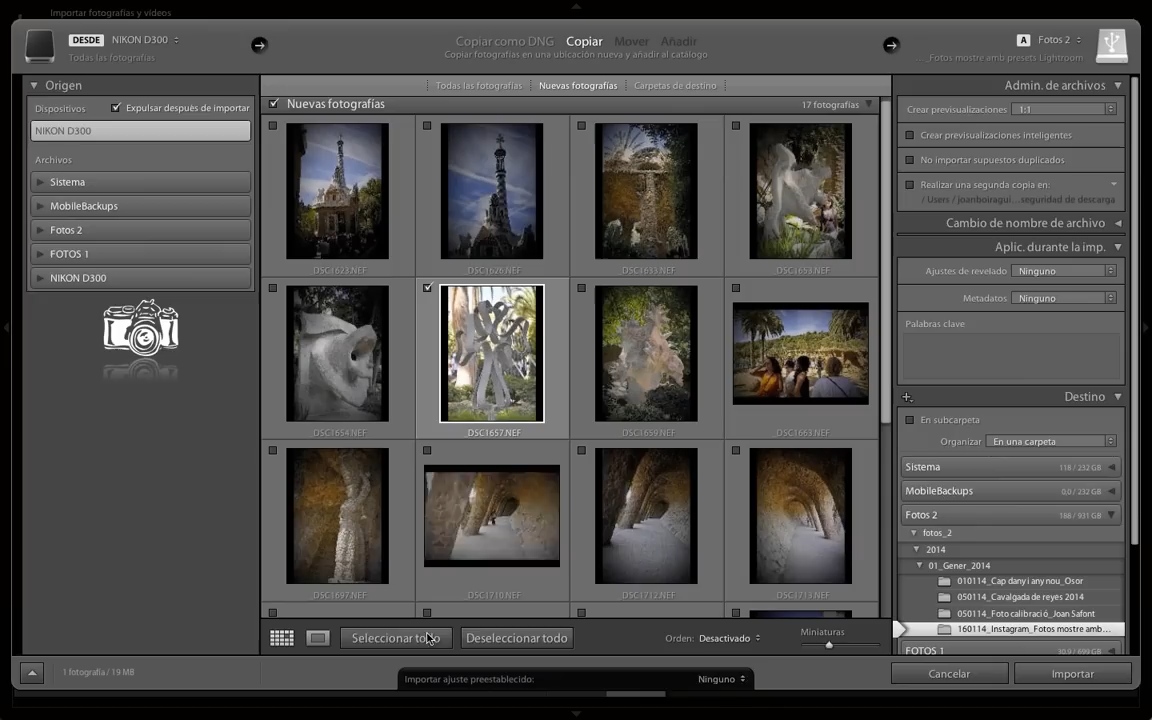 Importar fotografías y vídeos
DESDE NIKON D300
Todas las fotografías
Copiar como DNG Copiar Mover Añadir
Copiar fotografías en una ubicación nueva y añadir al catálogo
A Fotos 2
..._Fotos mostre amb presets Lightroom
Origen
Dispositivos Expulsar después de importar
NIKON D300
Archivos
Sistema
MobileBackups
Fotos 2
FOTOS 1
NIKON D300
Todas las fotografías Nuevas fotografías Carpetas de destino
Nuevas fotografías 17 fotografías
DSC1623.NEF DSC1626.NEF DSC1633.NEF DSC1653.NEF
DSC1654.NEF DSC1657.NEF DSC1659.NEF DSC1663.NEF
DSC1697.NEF DSC1710.NEF DSC1712.NEF DSC1713.NEF
Seleccionar todo Deseleccionar todo Orden: Desactivado Miniaturas
Admin. de archivos
Crear previsualizaciones 1:1
Crear previsualizaciones inteligentes
No importar supuestos duplicados
Realizar una segunda copia en:
/ Users / joanboiragui...seguridad de descarga
Cambio de nombre de archivo
Aplic. durante la imp.
Ajustes de revelado Ninguno
Metadatos Ninguno
Palabras clave
Destino
En subcarpeta
Organizar En una carpeta
Sistema 118 / 232 GB
MobileBackups 0,0 / 232 GB
Fotos 2 188 / 931 GB
fotos_2
2014
01_Gener_2014
010114_Cap dany i any nou_Osor
050114_Cavalgada de reyes 2014
050114_Foto calibració_Joan Safont
160114_Instagram_Fotos mostre amb...
FOTOS 1 30,9 / 699 GB
1 fotografía / 19 MB
Importar ajuste preestablecido: Ninguno
Cancelar Importar